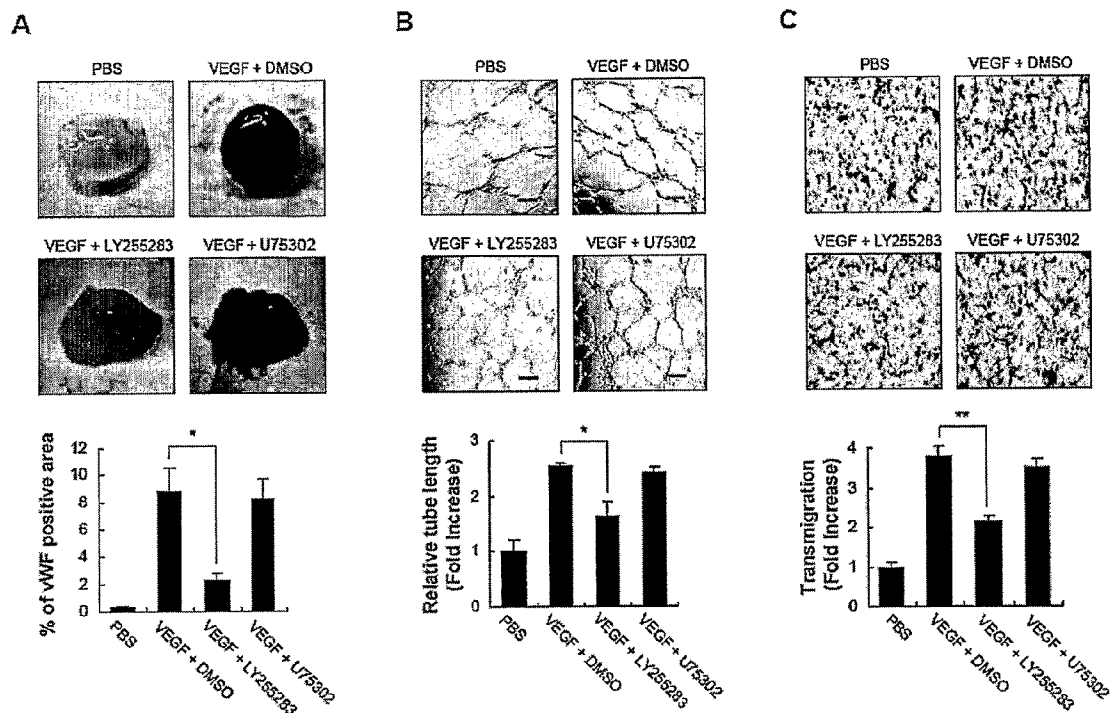 A
B
C
PBS
VEGF + DMSO
VEGF + LY255283
VEGF + U75302
% of vWF positive area
12
10
8
6
4
2
0
*
PBS
VEGF + DMSO
VEGF + LY255283
VEGF + U75302
PBS
VEGF + DMSO
VEGF + LY255283
VEGF + U75302
Relative tube length
(Fold Increase)
3
2
1
0
*
PBS
VEGF + DMSO
VEGF + LY255283
VEGF + U75302
PBS
VEGF + DMSO
VEGF + LY255283
VEGF + U75302
Transmigration
(Fold Increase)
4
3
2
1
0
**
PBS
VEGF + DMSO
VEGF + LY255283
VEGF + U75302